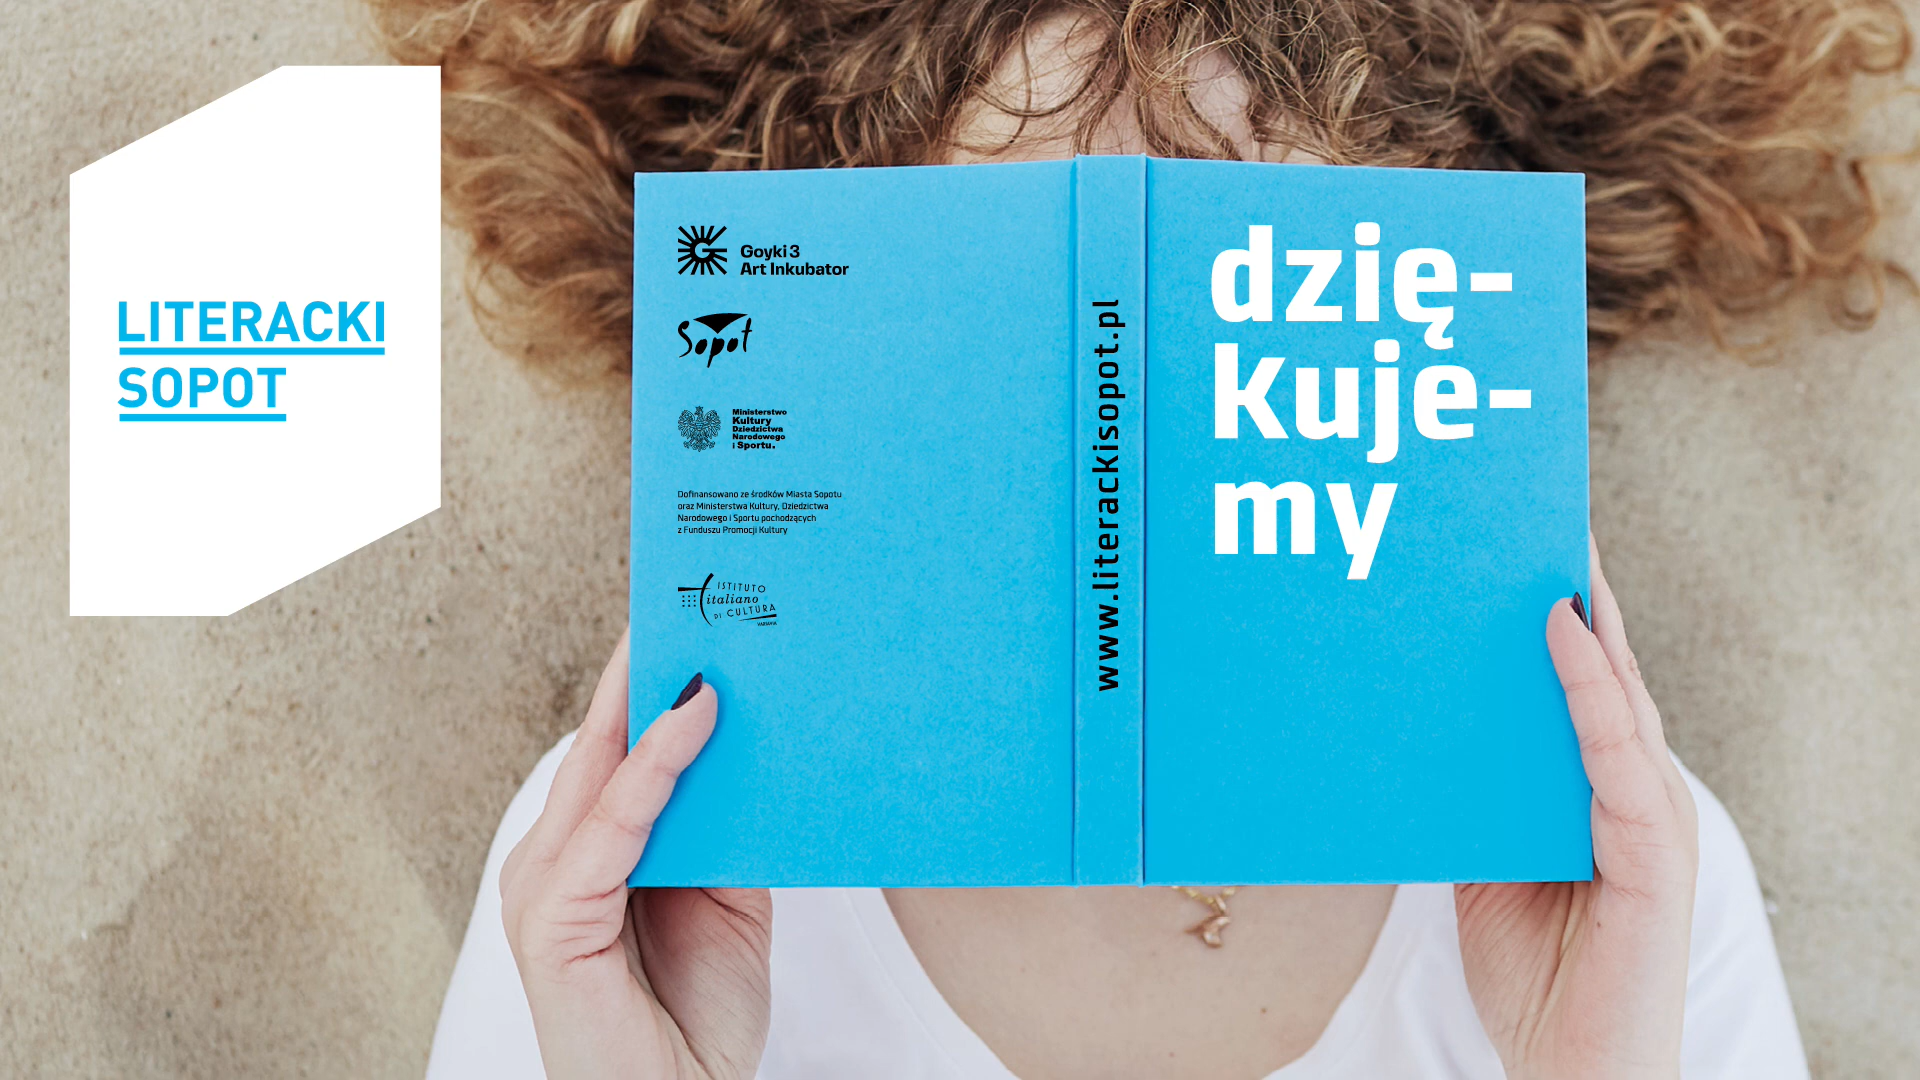 LITERACKI
SOPOT
Goyki 3
Art Inkubator
Sopot
Ministerstwo
Kultury
Dziedzictwa
Narodowego
i Sportu.
Dofinansowano ze środków Miasta Sopotu
oraz Ministerstwa Kultury, Dziedzictwa
Narodowego i Sportu pochodzących
z Funduszu Promocji Kultury
ISTITUTO
italiano
DI CULTURA
VARSAVIA
www.literackisopot.pl
dzię-
kuje-
my